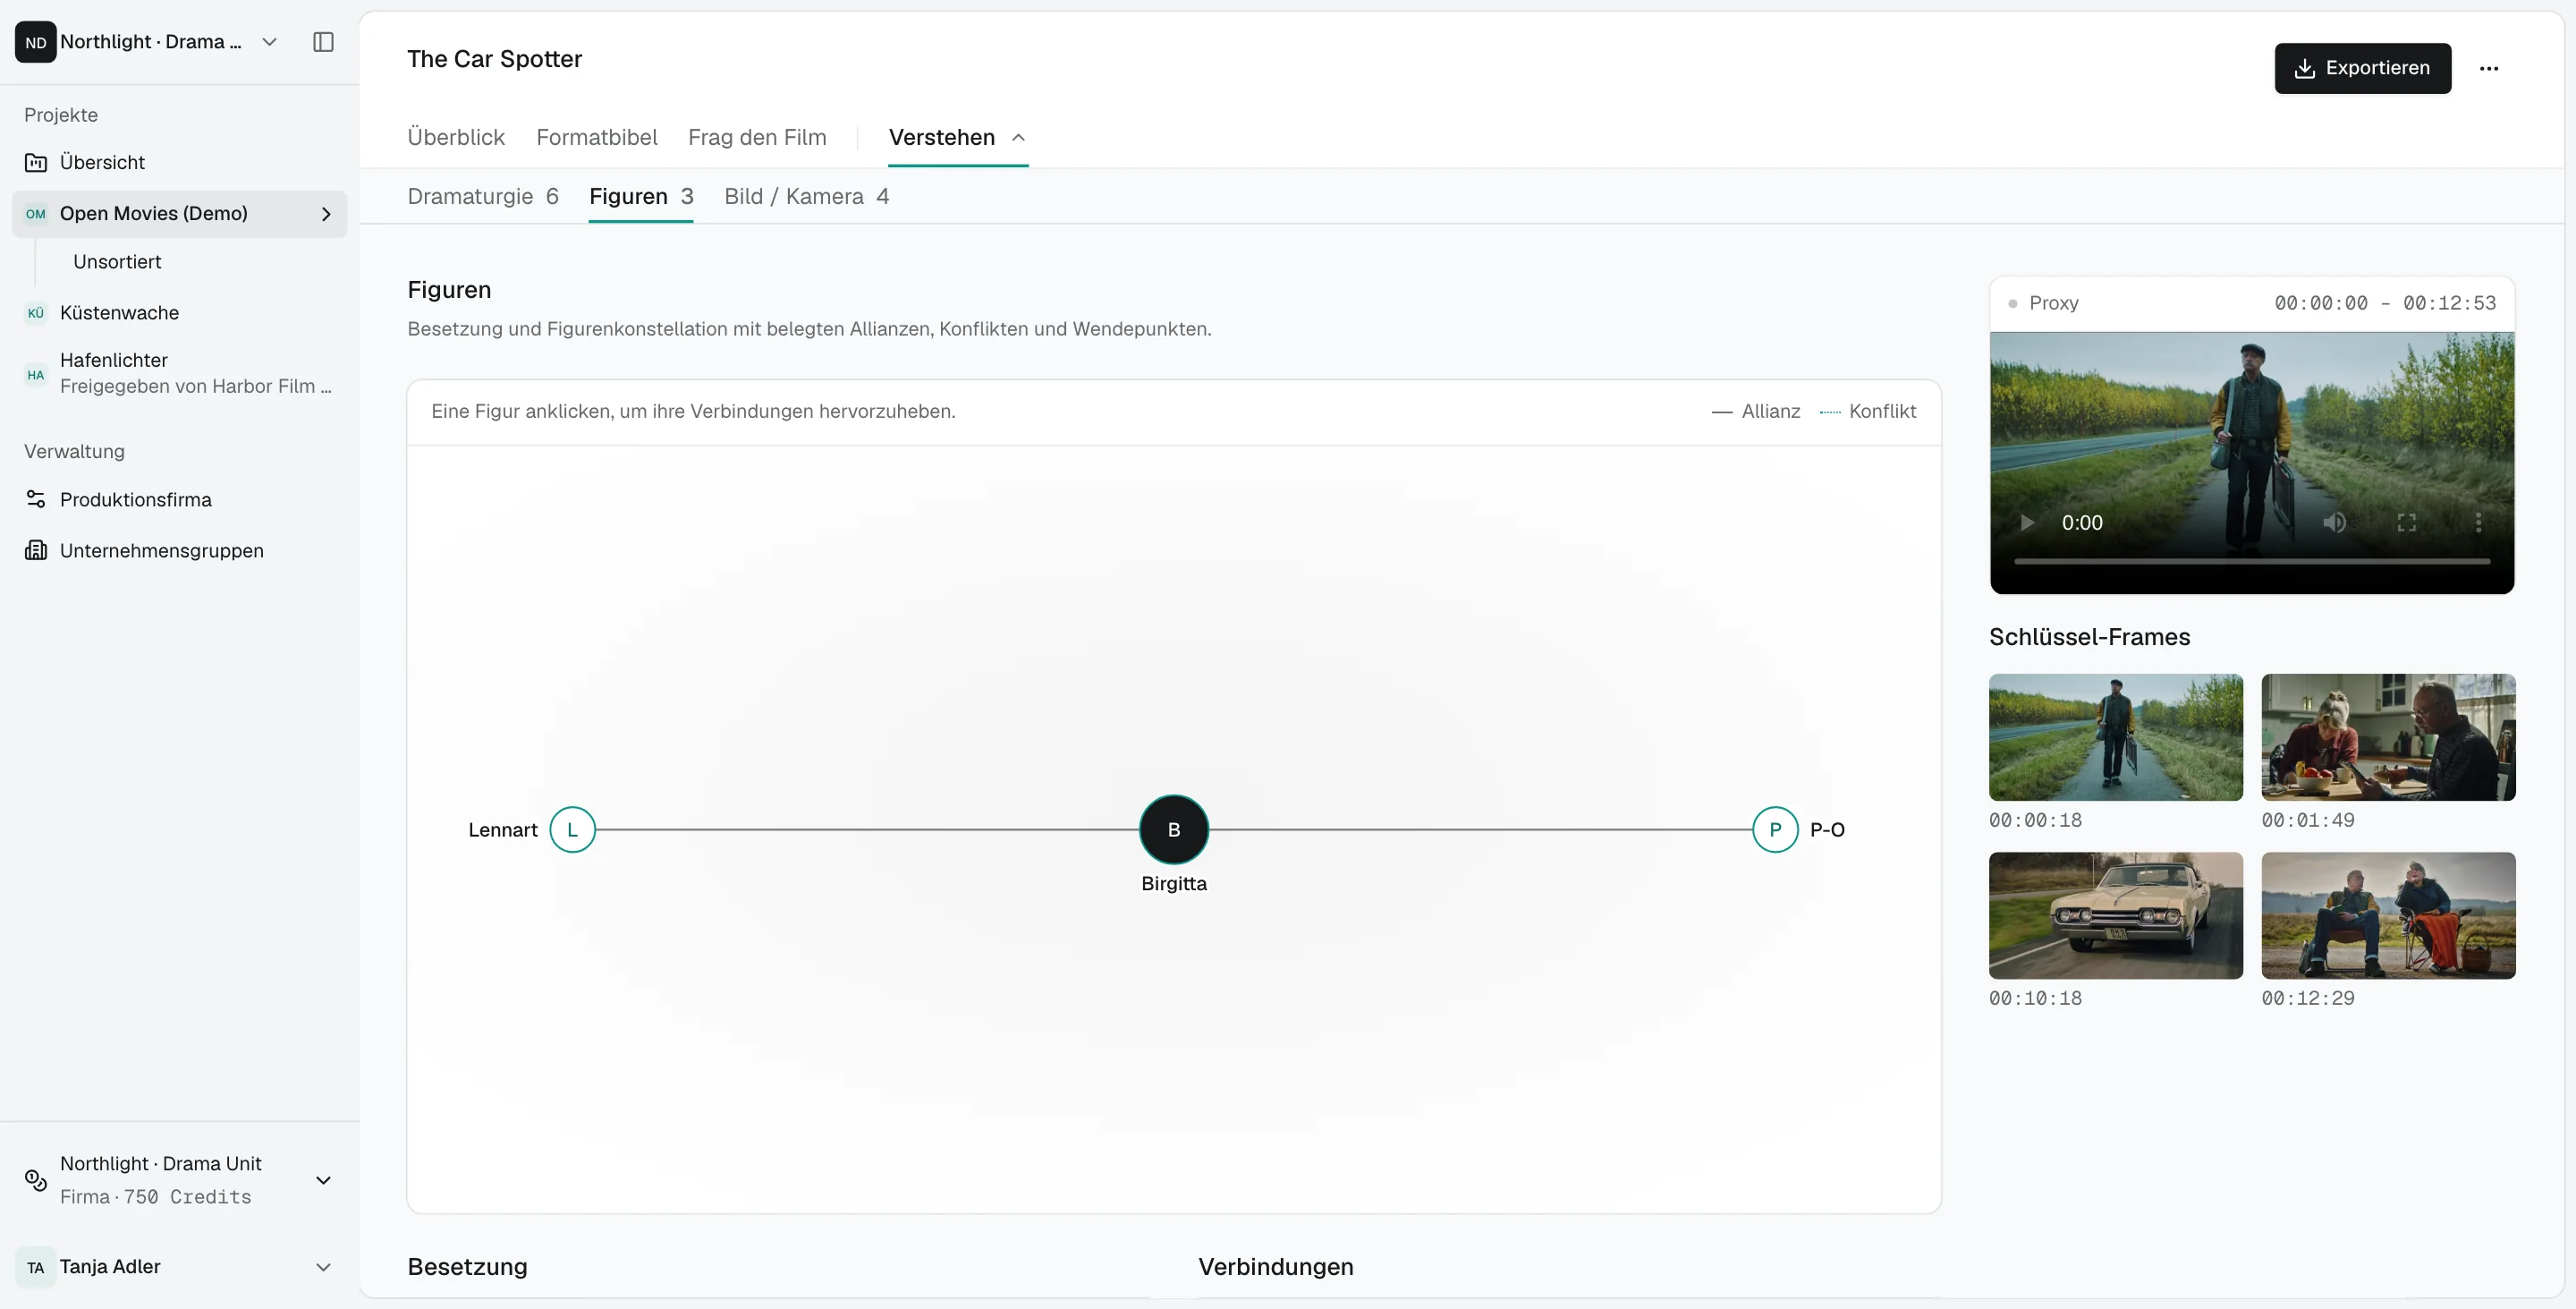 ND Northlight · Drama ...
Projekte
Übersicht
OM Open Movies (Demo)
Unsortiert
KÜ Küstenwache
HA Hafenlichter
Freigegeben von Harbor Film ...
Verwaltung
Produktionsfirma
Unternehmensgruppen
Northlight · Drama Unit
Firma · 750 Credits
TA Tanja Adler
The Car Spotter
Exportieren
Überblick Formatbibel Frag den Film Verstehen
Dramaturgie 6 Figuren 3 Bild / Kamera 4
Figuren
Besetzung und Figurenkonstellation mit belegten Allianzen, Konflikten und Wendepunkten.
Eine Figur anklicken, um ihre Verbindungen hervorzuheben. Allianz Konflikt
Lennart L B P P-O
Birgitta
Besetzung Verbindungen
Proxy 00:00:00 – 00:12:53
0:00
Schlüssel-Frames
00:00:18 00:01:49
00:10:18 00:12:29